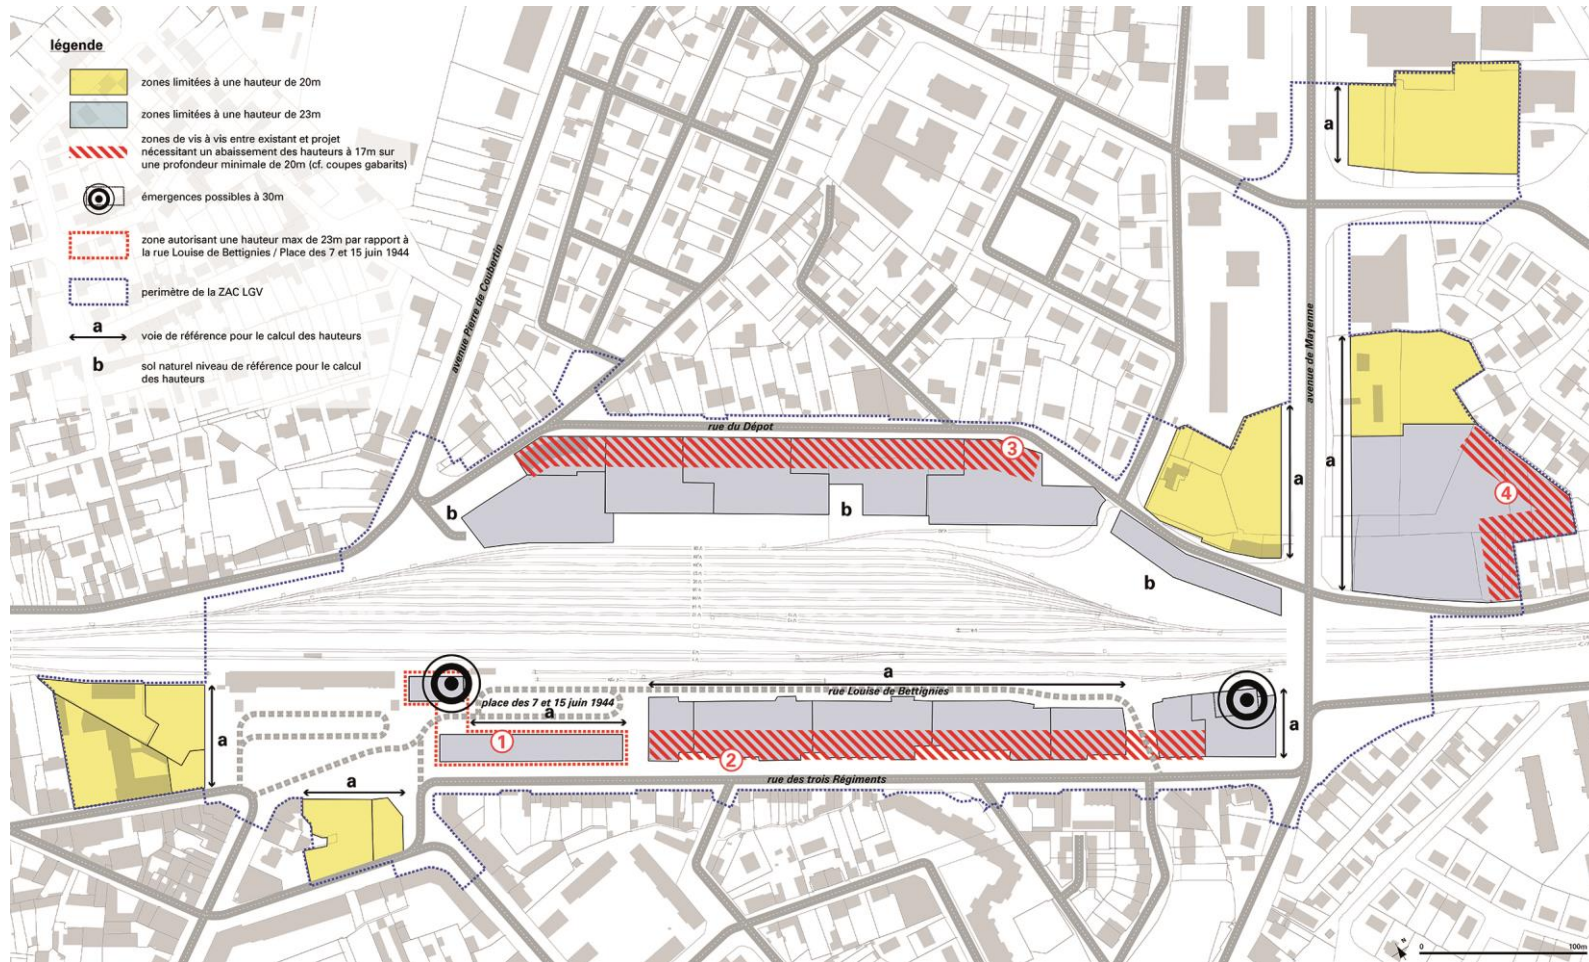 légende
zones limitées à une hauteur de 20m
zones limitées à une hauteur de 23m
zones de vis à vis entre existant et projet
nécessitant un abaissement des hauteurs à 17m sur
une profondeur minimale de 20m (cf. coupes gabarits)
émergences possibles à 30m
zone autorisant une hauteur max de 23m par rapport à
la rue Louise de Bettignies / Place des 7 et 15 juin 1944
perimètre de la ZAC LGV
a
voie de référence pour le calcul des hauteurs
b
sol naturel niveau de référence pour le calcul
des hauteurs
avenue Pierre de Coubertin
avenue de Mayenne
a
rue du Dépot
3
a
a
4
b
b
b
a
rue Louise de Bettignies
place des 7 et 15 juin 1944
a
a
a
1
2
rue des trois Régiments
a
0
100m